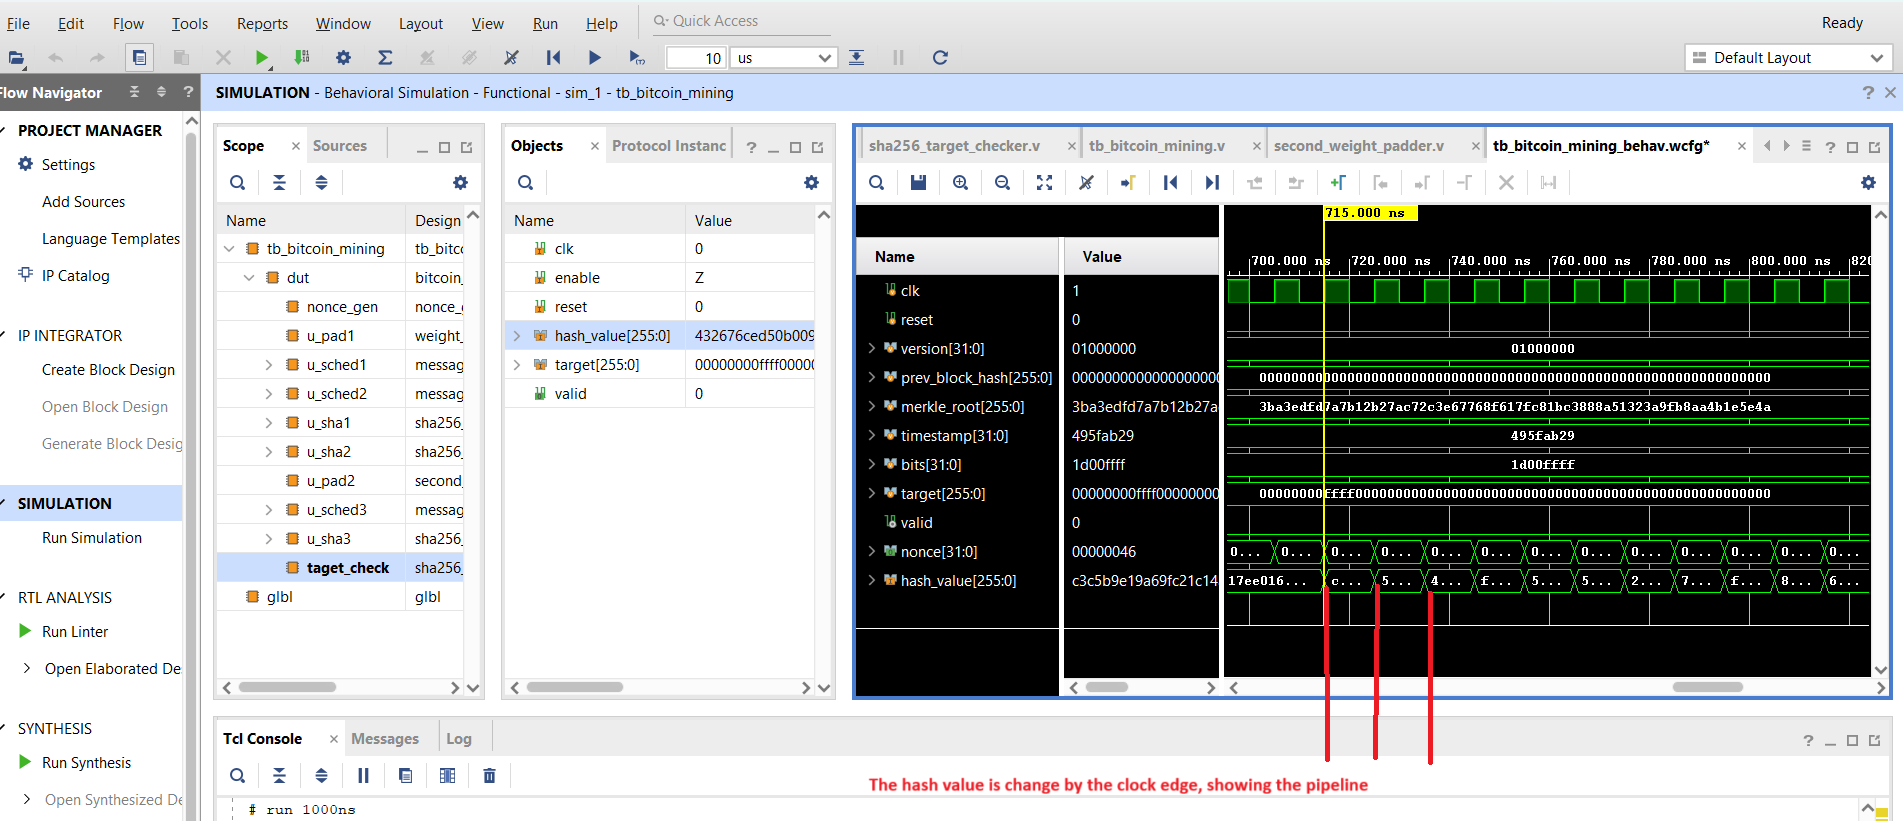 File Edit Flow Tools Reports Window Layout View Run Help Quick Access Ready
10 us Default Layout
Flow Navigator ?
SIMULATION - Behavioral Simulation - Functional - sim_1 - tb_bitcoin_mining ? ×
PROJECT MANAGER
Settings
Add Sources
Language Templates
IP Catalog
IP INTEGRATOR
Create Block Design
Open Block Design
Generate Block Desig
SIMULATION
Run Simulation
RTL ANALYSIS
Run Linter
Open Elaborated De
SYNTHESIS
Run Synthesis
Open Synthesized De
Scope × Sources
Name Design
tb_bitcoin_mining tb_bitc
dut bitcoin_
nonce_gen nonce_
u_pad1 weight_
u_sched1 messag
u_sched2 messag
u_sha1 sha256_
u_sha2 sha256_
u_pad2 second_
u_sched3 messag
u_sha3 sha256_
taget_check sha256_
glbl glbl
Objects × Protocol Instanc ?
Name Value
clk 0
enable Z
reset 0
hash_value[255:0] 432676ced50b009
target[255:0] 00000000ffff0000
valid 0
sha256_target_checker.v × tb_bitcoin_mining.v × second_weight_padder.v × tb_bitcoin_mining_behav.wcfg* × ?
715.000 ns
Name Value
700.000 ns 720.000 ns 740.000 ns 760.000 ns 780.000 ns 800.000 ns 820
clk 1
reset 0
version[31:0] 01000000 01000000
prev_block_hash[255:0] 0000000000000000 0000000000000000000000000000000000000000000000000000000000000000
merkle_root[255:0] 3ba3edfd7a7b12b27a 3ba3edfd7a7b12b27ac72c3e67768f617fc81bc3888a51323a9fb8aa4b1e5e4a
timestamp[31:0] 495fab29 495fab29
bits[31:0] 1d00ffff 1d00ffff
target[255:0] 00000000ffff00000000 00000000ffff0000000000000000000000000000000000000000000000000000
valid 0
nonce[31:0] 00000046 0... 0... 0... 0... 0... 0... 0... 0... 0... 0... 0... 0... 0...
hash_value[255:0] c3c5b9e19a69fc21c14 17ee016... c... 5... 4... f... 5... 5... 2... 7... f... 8... 6...
Tcl Console × Messages Log ?
The hash value is change by the clock edge, showing the pipeline
# run 1000ns